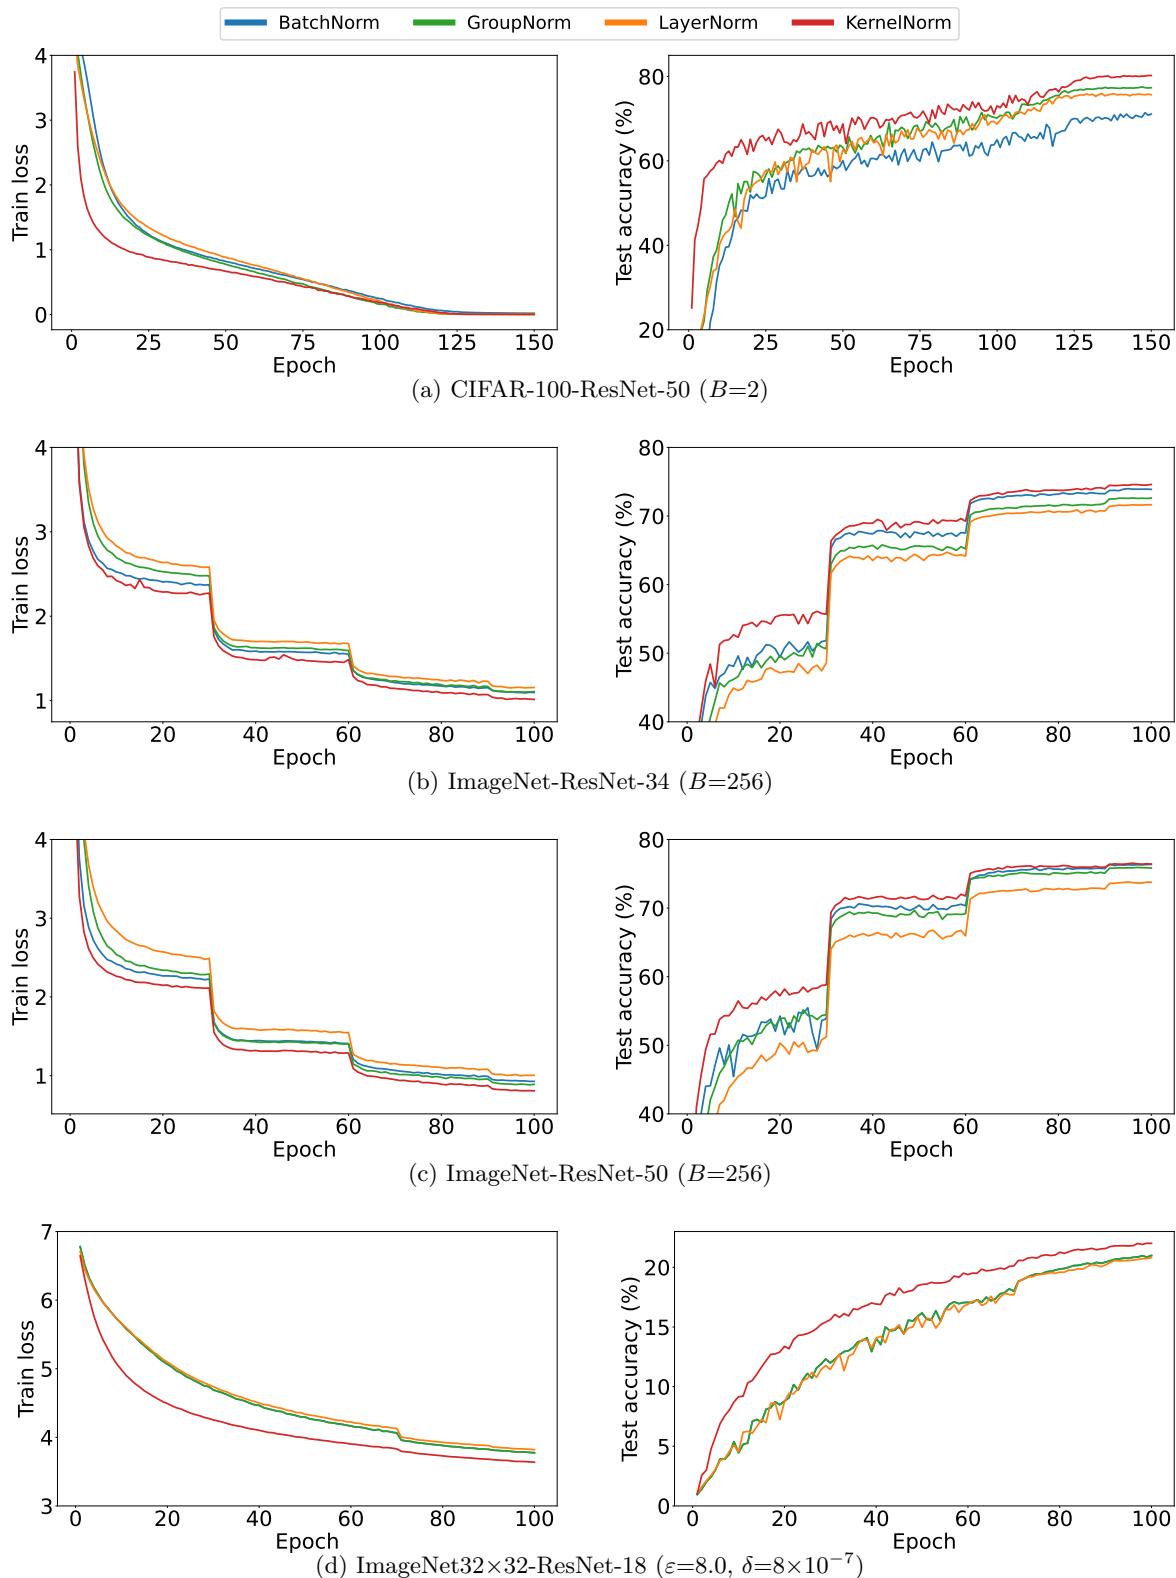 BatchNorm GroupNorm LayerNorm KernelNorm
4
3
2
1
0
Train loss
0 25 50 75 100 125 150
Epoch
80
60
40
20
Test accuracy (%)
0 25 50 75 100 125 150
Epoch
(a) CIFAR-100-ResNet-50 (B=2)
4
3
2
1
Train loss
0 20 40 60 80 100
Epoch
80
70
60
50
40
Test accuracy (%)
0 20 40 60 80 100
Epoch
(b) ImageNet-ResNet-34 (B=256)
4
3
2
1
Train loss
0 20 40 60 80 100
Epoch
80
70
60
50
40
Test accuracy (%)
0 20 40 60 80 100
Epoch
(c) ImageNet-ResNet-50 (B=256)
7
6
5
4
3
Train loss
0 20 40 60 80 100
Epoch
20
15
10
5
0
Test accuracy (%)
0 20 40 60 80 100
Epoch
(d) ImageNet32×32-ResNet-18 (ε=8.0, δ=8×10⁻⁷)